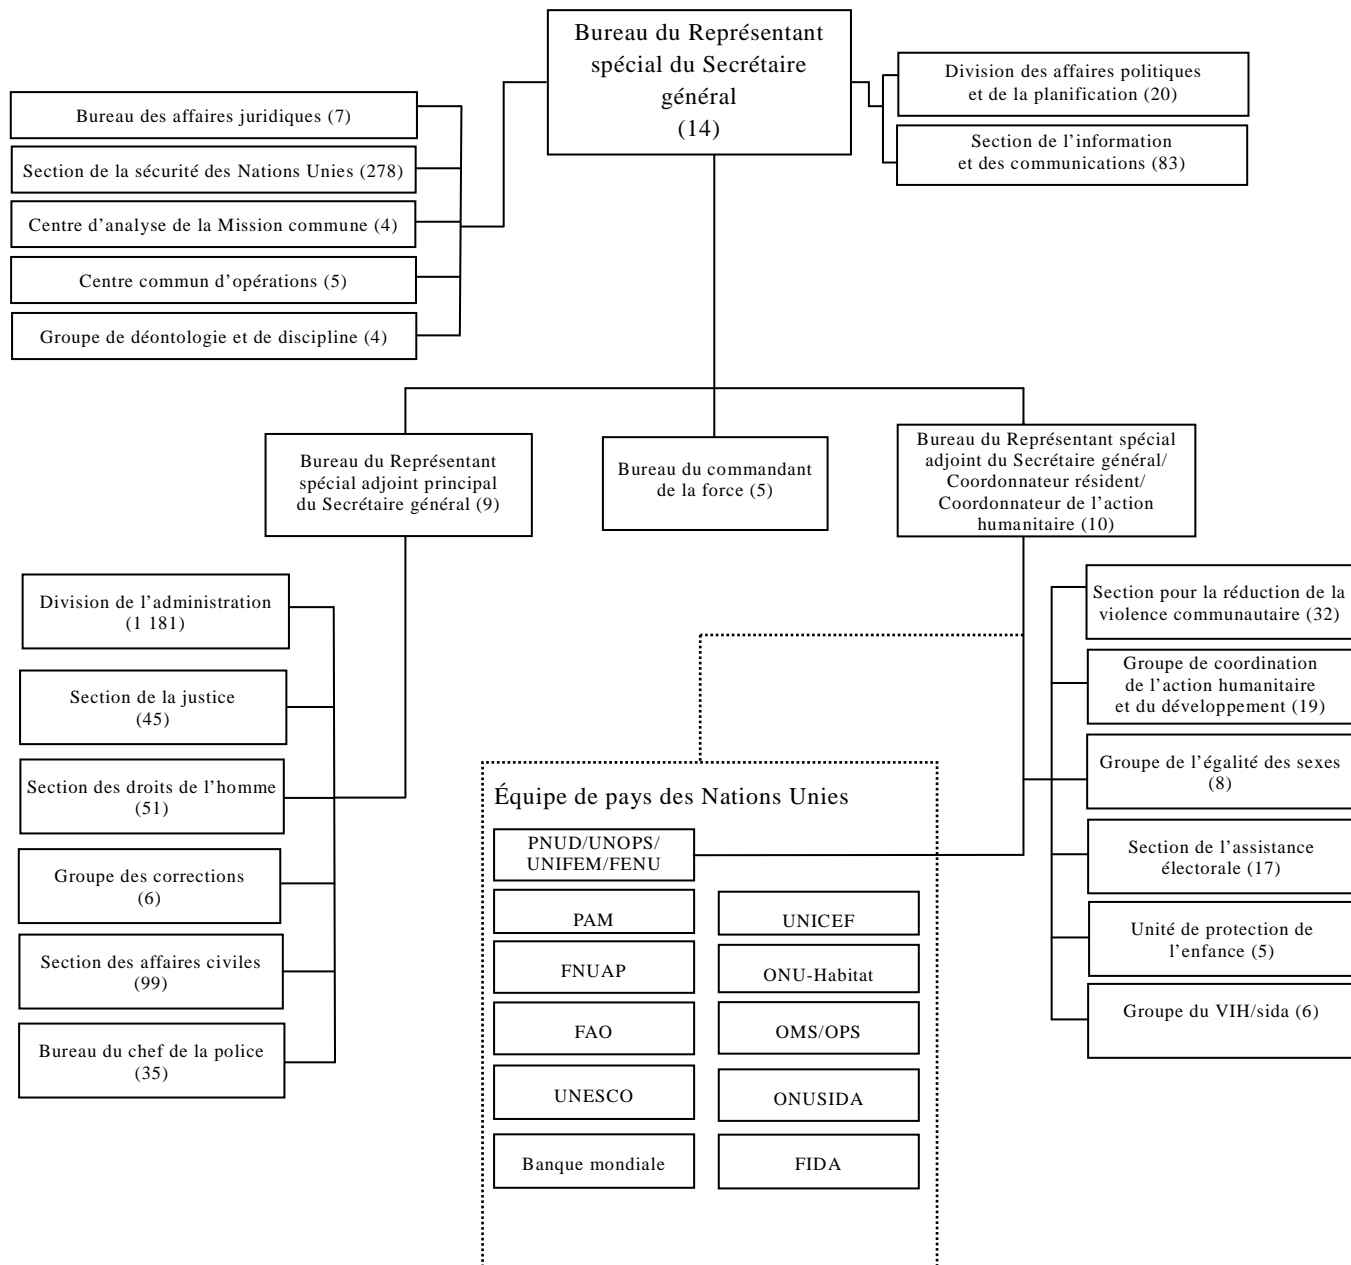 Bureau du Représentant
spécial du Secrétaire
général
(14)
Division des affaires politiques
et de la planification (20)
Section de l’information
et des communications (83)
Bureau des affaires juridiques (7)
Section de la sécurité des Nations Unies (278)
Centre d’analyse de la Mission commune (4)
Centre commun d’opérations (5)
Groupe de déontologie et de discipline (4)
Bureau du Représentant
spécial adjoint principal
du Secrétaire général (9)
Bureau du commandant
de la force (5)
Bureau du Représentant spécial
adjoint du Secrétaire général/
Coordonnateur résident/
Coordonnateur de l’action
humanitaire (10)
Division de l’administration
(1 181)
Section de la justice
(45)
Section des droits de l’homme
(51)
Groupe des corrections
(6)
Section des affaires civiles
(99)
Bureau du chef de la police
(35)
Équipe de pays des Nations Unies
PNUD/UNOPS/
UNIFEM/FENU
PAM
UNICEF
FNUAP
ONU-Habitat
FAO
OMS/OPS
UNESCO
ONUSIDA
Banque mondiale
FIDA
Section pour la réduction de la
violence communautaire (32)
Groupe de coordination
de l’action humanitaire
et du développement (19)
Groupe de l’égalité des sexes
(8)
Section de l’assistance
électorale (17)
Unité de protection de
l’enfance (5)
Groupe du VIH/sida (6)